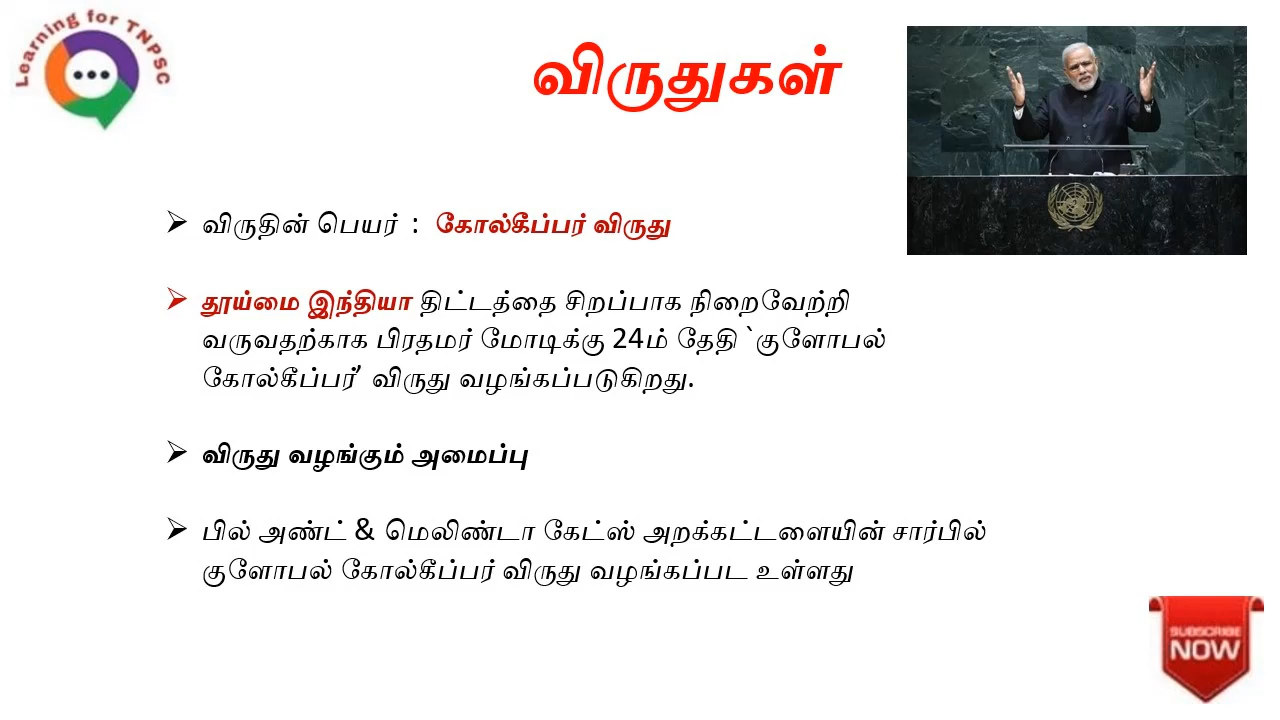 Learning for TNPSC
விருதுகள்
விருதின் பெயர் : கோல்கீப்பர் விருது
தூய்மை இந்தியா திட்டத்தை சிறப்பாக நிறைவேற்றி
வருவதற்காக பிரதமர் மோடிக்கு 24ம் தேதி `குளோபல்
கோல்கீப்பர்’ விருது வழங்கப்படுகிறது.
விருது வழங்கும் அமைப்பு
பில் அண்ட் & மெலிண்டா கேட்ஸ் அறக்கட்டளையின் சார்பில்
குளோபல் கோல்கீப்பர் விருது வழங்கப்பட உள்ளது
SUBSCRIBE
NOW